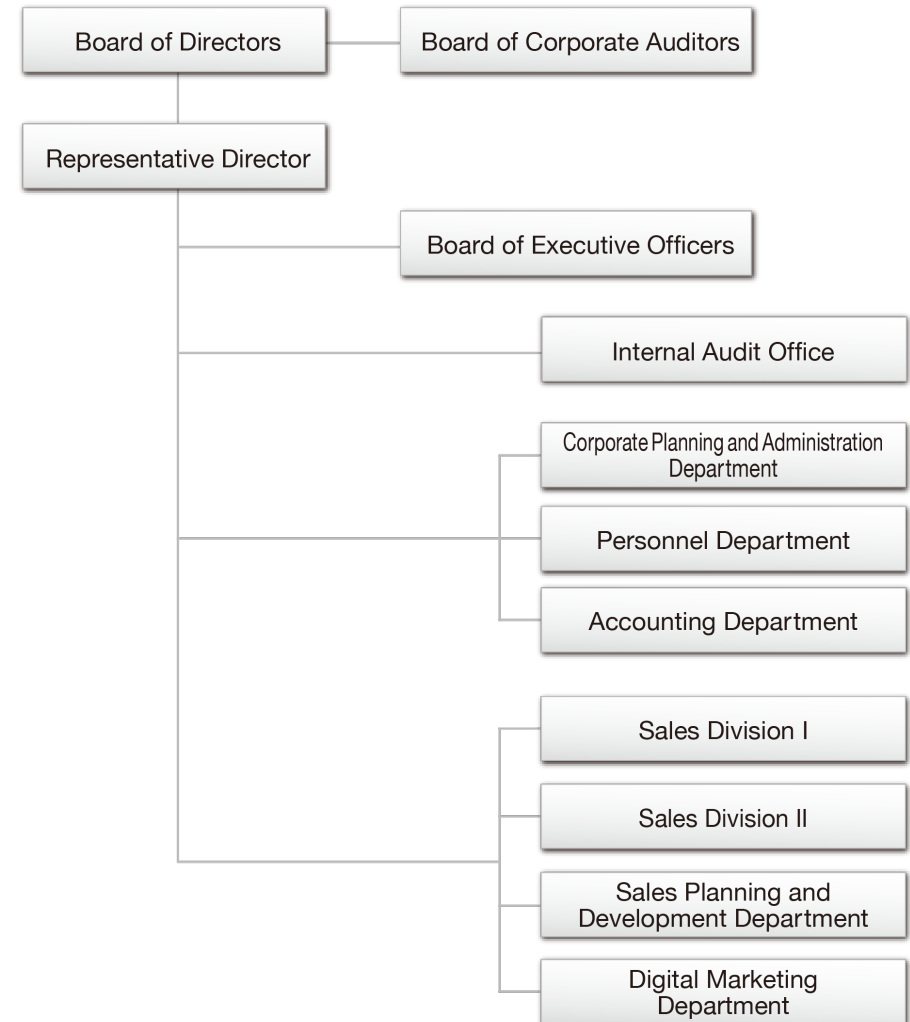 Board of Directors
Board of Corporate Auditors
Representative Director
Board of Executive Officers
Internal Audit Office
Corporate Planning and Administration
Department
Personnel Department
Accounting Department
Sales Division I
Sales Division II
Sales Planning and
Development Department
Digital Marketing
Department